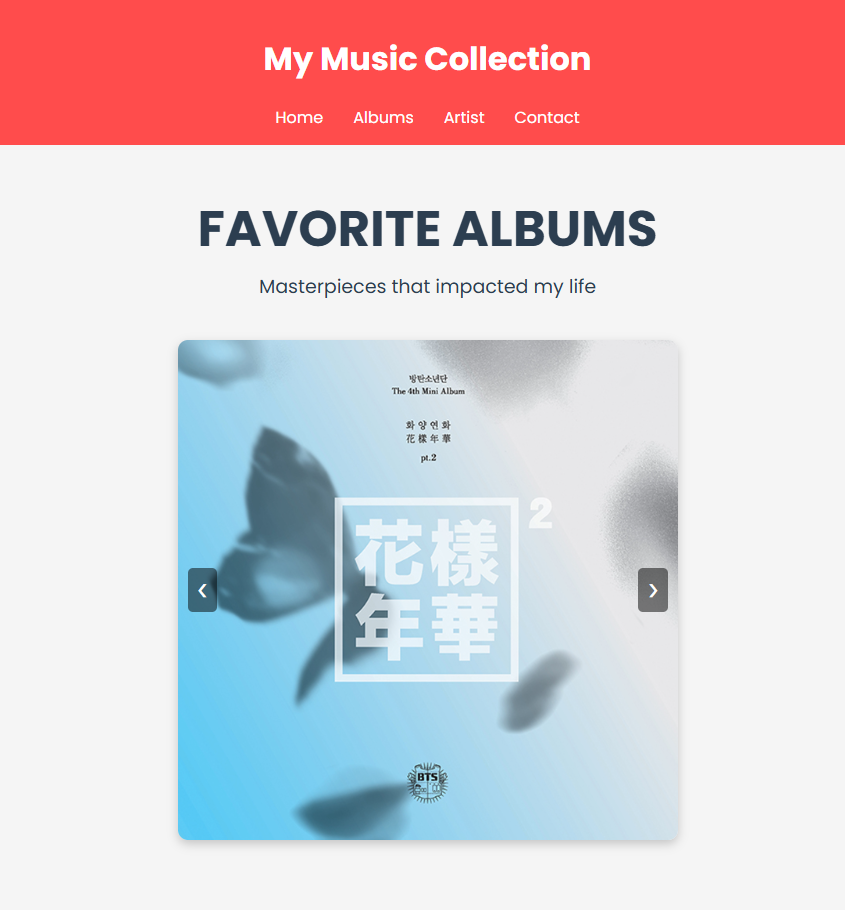 My Music Collection
Home Albums Artist Contact
FAVORITE ALBUMS
Masterpieces that impacted my life
방탄소년단
The 4th Mini Album
화양연화
花樣年華
pt.2
花樣 2
年華
BTS